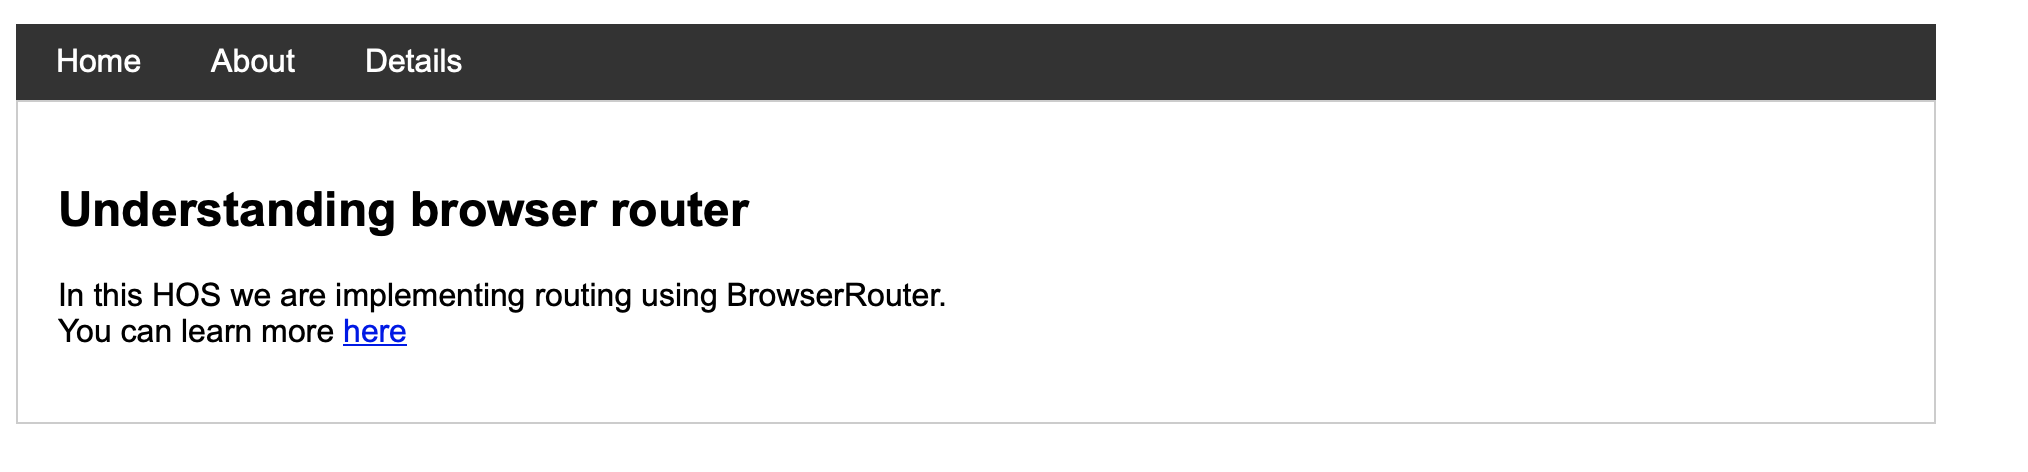 Home About Details
Understanding browser router
In this HOS we are implementing routing using BrowserRouter.
You can learn more here